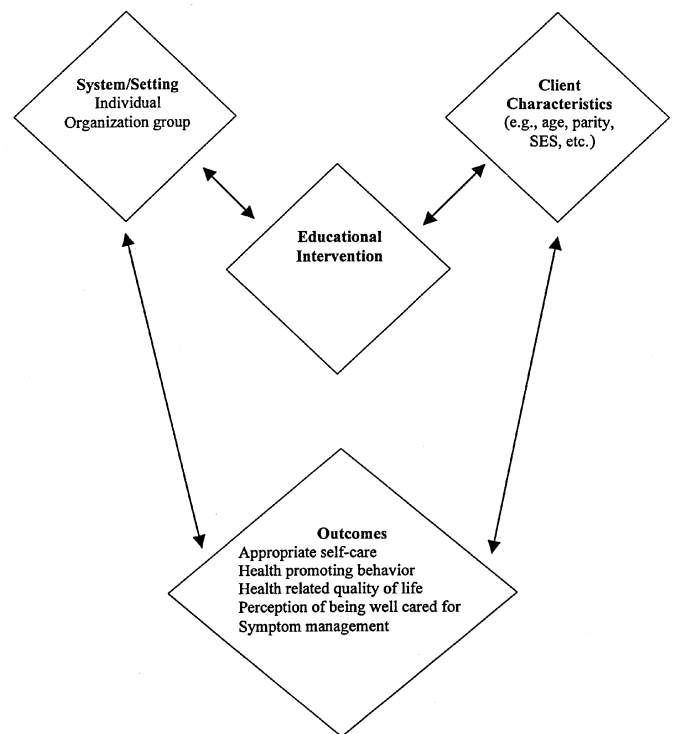 System/Setting
Individual
Organization group
Client
Characteristics
(e.g., age, parity,
SES, etc.)
Educational
Intervention
Outcomes
Appropriate self-care
Health promoting behavior
Health related quality of life
Perception of being well cared for
Symptom management